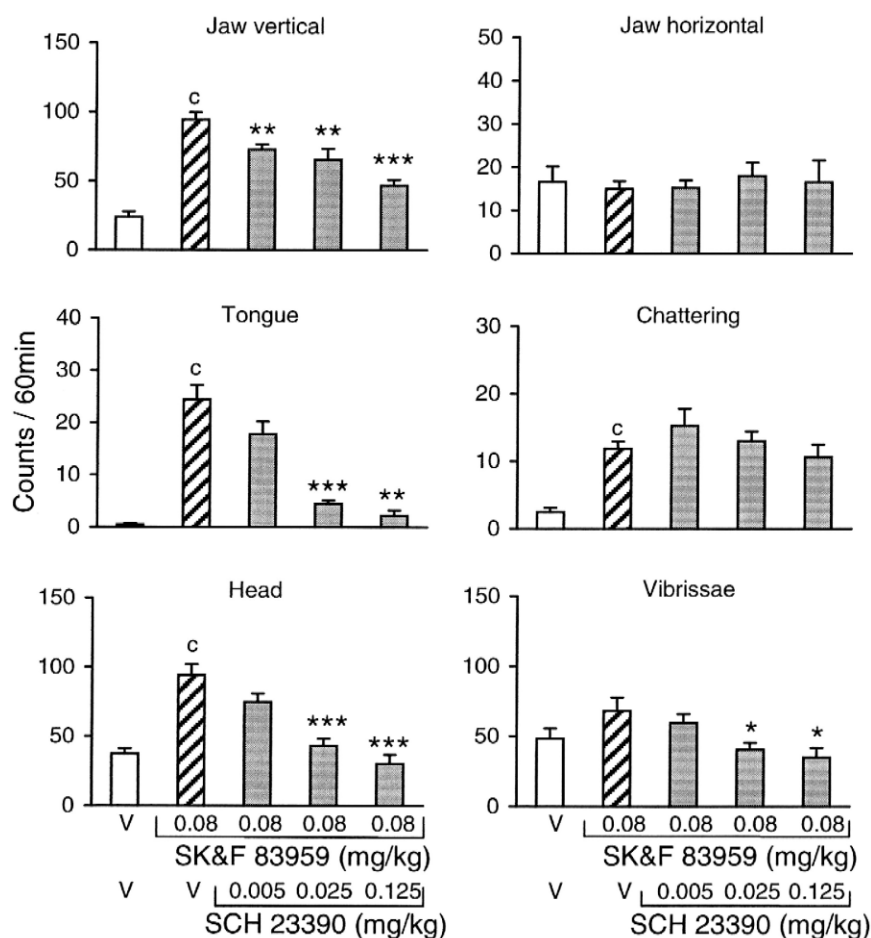 Jaw vertical
150
100
50
0
c
**
**
***
Jaw horizontal
50
40
30
20
10
0
Counts / 60min
Tongue
40
30
20
10
0
c
***
**
Chattering
30
20
10
0
c
Head
150
100
50
0
c
***
***
V 0.08 0.08 0.08 0.08
SK&F 83959 (mg/kg)
V V 0.005 0.025 0.125
SCH 23390 (mg/kg)
Vibrissae
150
100
50
0
*
*
V 0.08 0.08 0.08 0.08
SK&F 83959 (mg/kg)
V V 0.005 0.025 0.125
SCH 23390 (mg/kg)